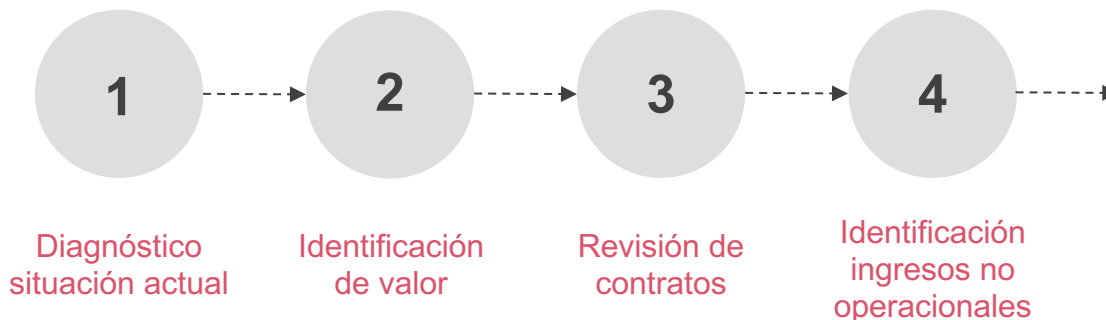 1
2
3
4
Diagnóstico
situación actual
Identificación
de valor
Revisión de
contratos
Identificación
ingresos no
operacionales